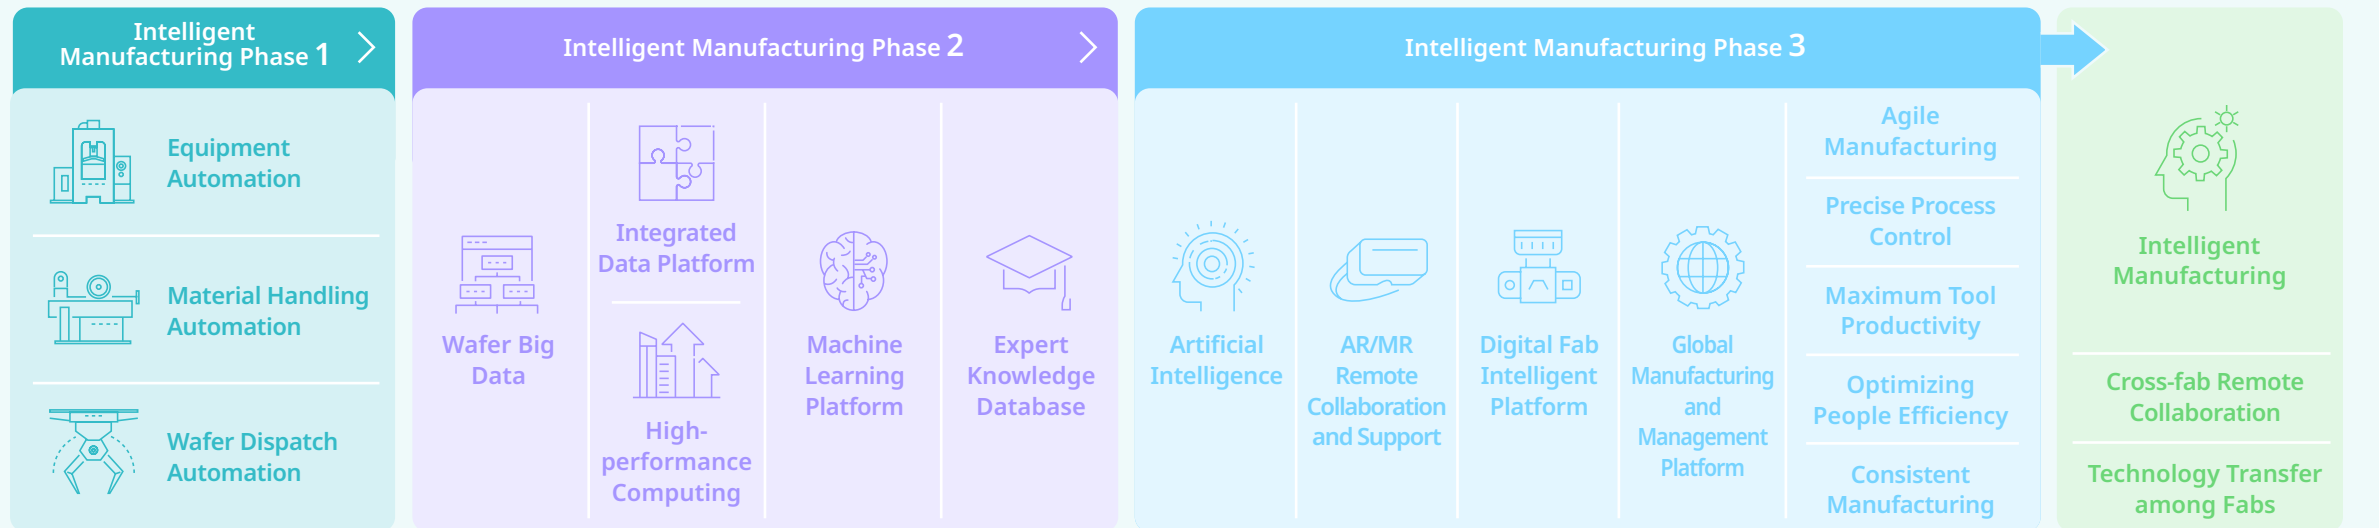 Intelligent
Manufacturing Phase 1
Equipment
Automation
Material Handling
Automation
Wafer Dispatch
Automation
Intelligent Manufacturing Phase 2
Wafer Big
Data
Integrated
Data Platform
High-
performance
Computing
Machine
Learning
Platform
Expert
Knowledge
Database
Intelligent Manufacturing Phase 3
Artificial
Intelligence
AR/MR
Remote
Collaboration
and Support
Digital Fab
Intelligent
Platform
Global
Manufacturing
and
Management
Platform
Agile
Manufacturing
Precise Process
Control
Maximum Tool
Productivity
Optimizing
People Efficiency
Consistent
Manufacturing
Intelligent
Manufacturing
Cross-fab Remote
Collaboration
Technology Transfer
among Fabs